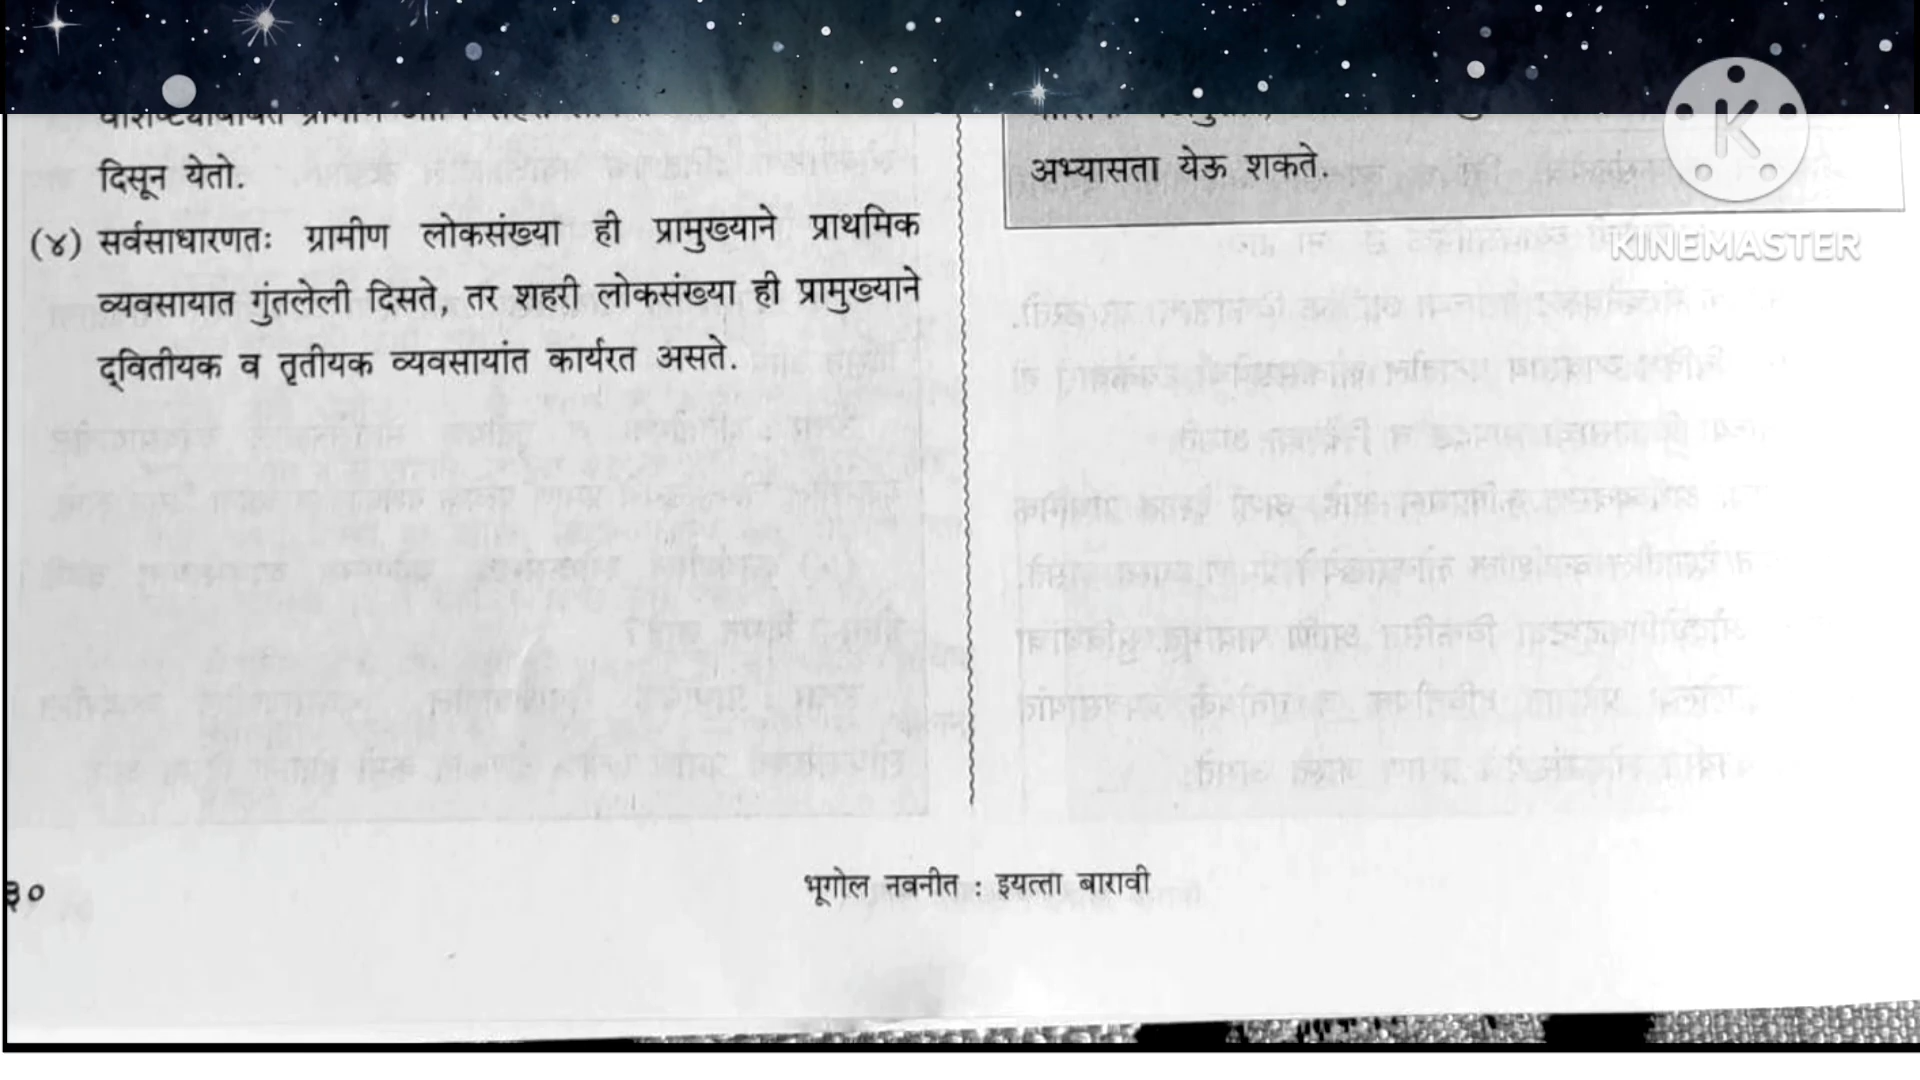 दिसून येतो.
(४) सर्वसाधारणतः ग्रामीण लोकसंख्या ही प्रामुख्याने प्राथमिक
व्यवसायात गुंतलेली दिसते, तर शहरी लोकसंख्या ही प्रामुख्याने
द्‌वितीयक व तृतीयक व्यवसायांत कार्यरत असते.
अभ्यासता येऊ शकते.
K
KINEMASTER
३०
भूगोल नवनीत : इयत्ता बारावी